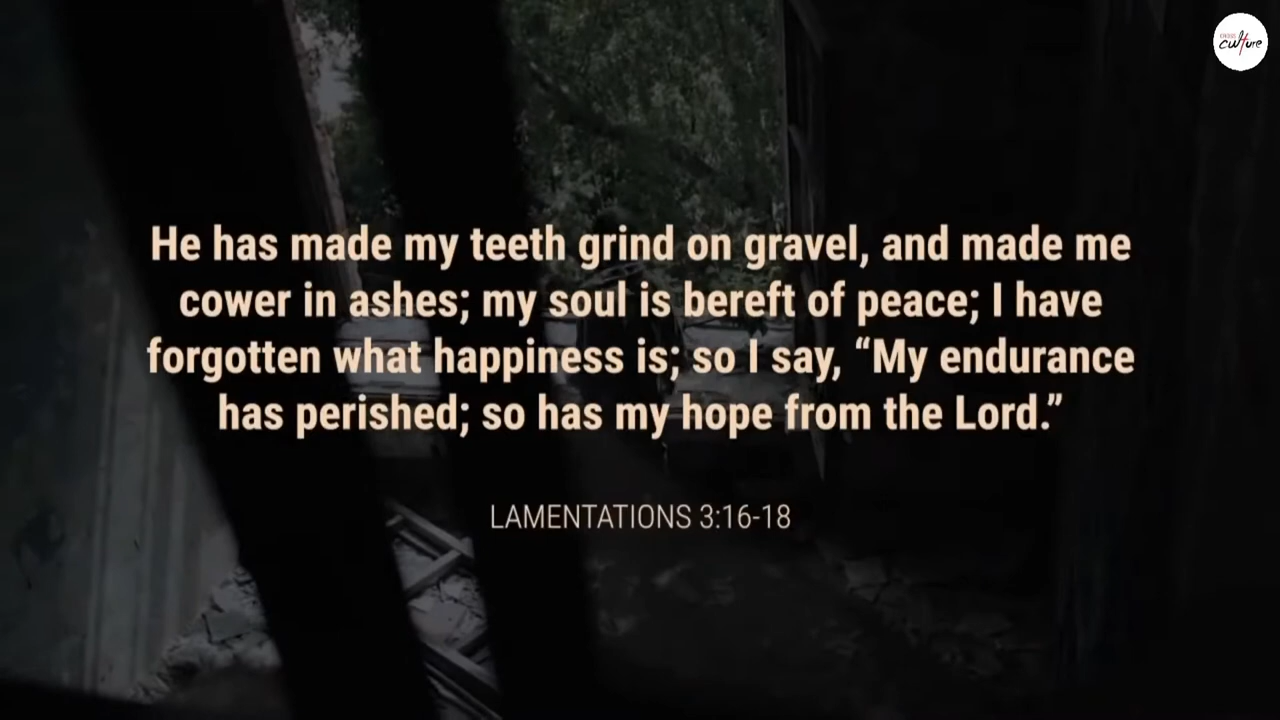 CROSS
culture
He has made my teeth grind on gravel, and made me
cower in ashes; my soul is bereft of peace; I have
forgotten what happiness is; so I say, “My endurance
has perished; so has my hope from the Lord.”
LAMENTATIONS 3:16-18